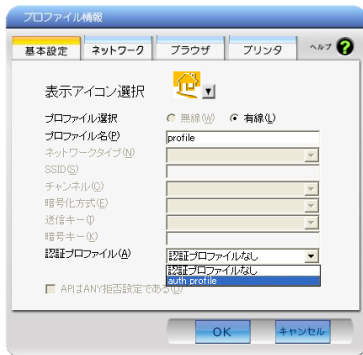 プロファイル情報
基本設定 ネットワーク ブラウザ プリンタ ヘルプ ?
表示アイコン選択
プロファイル選択 無線(W) 有線(L)
プロファイル名(P) profile
ネットワークタイプ(N)
SSID(S)
チャンネル(C)
暗号化方式(E)
送信キー(I)
暗号キー(K)
認証プロファイル(A) 認証プロファイルなし
認証プロファイルなし
auth profile
APはANY拒否設定である(D)
OK キャンセル